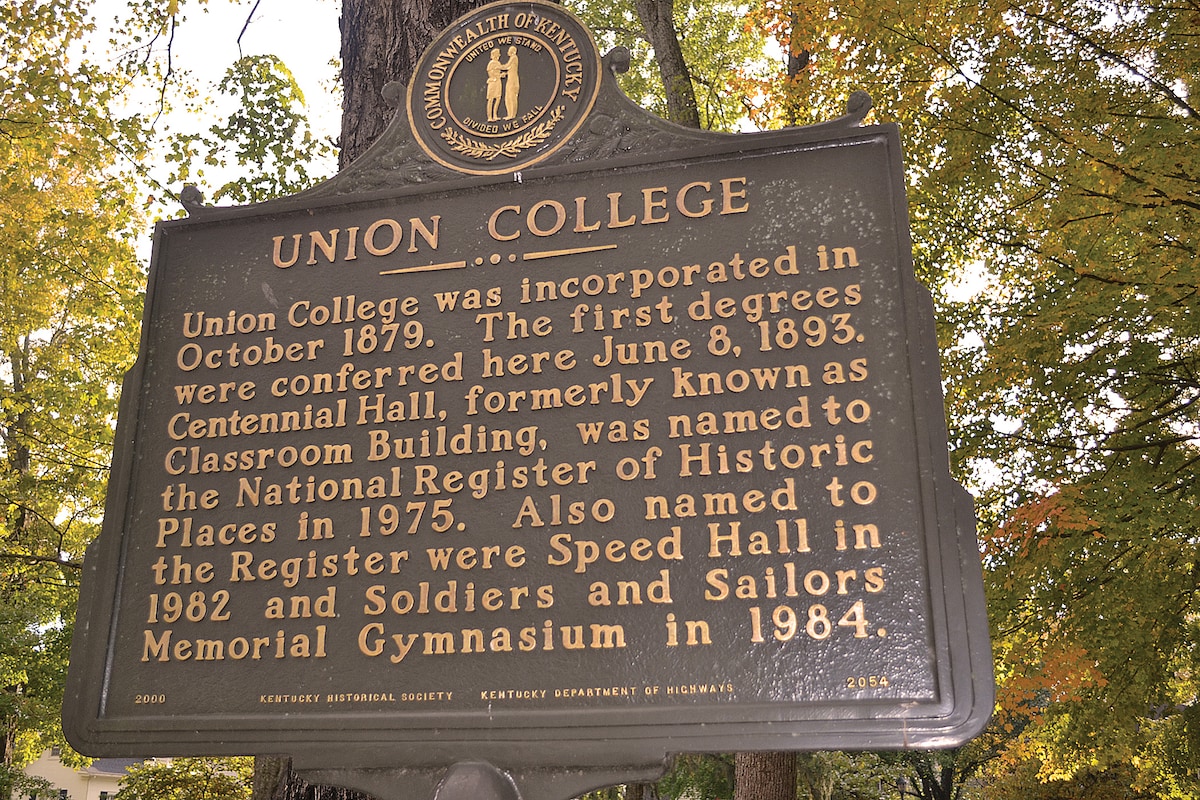 COMMONWEALTH OF KENTUCKY
UNITED WE STAND
DIVIDED WE FALL
UNION COLLEGE
Union College was incorporated in
October 1879. The first degrees
were conferred here June 8, 1893.
Centennial Hall, formerly known as
Classroom Building, was named to
the National Register of Historic
Places in 1975. Also named to
the Register were Speed Hall in
1982 and Soldiers and Sailors
Memorial Gymnasium in 1984.
2000 KENTUCKY HISTORICAL SOCIETY KENTUCKY DEPARTMENT OF HIGHWAYS 2054